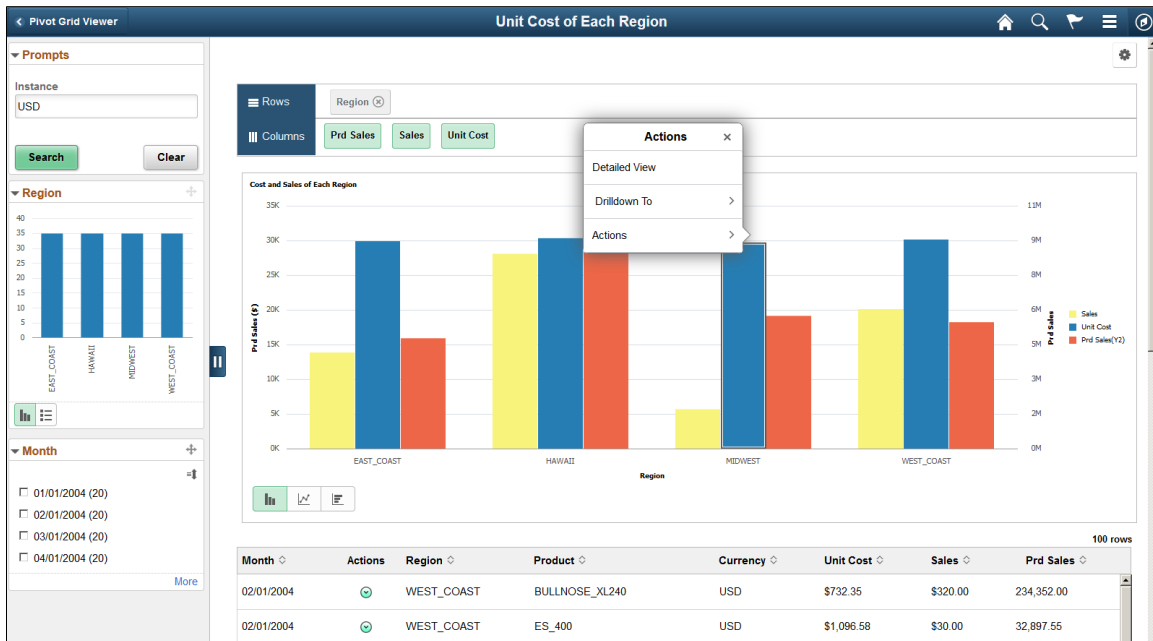 Pivot Grid Viewer
Unit Cost of Each Region
Prompts
Instance
USD
Search Clear
Region
40
35
30
25
20
15
10
5
0
EAST_COAST HAWAII MIDWEST WEST_COAST
Month
01/01/2004 (20)
02/01/2004 (20)
03/01/2004 (20)
04/01/2004 (20)
More
Rows Region
Columns Prd Sales Sales Unit Cost
Actions ×
Detailed View
Drilldown To
Actions
Cost and Sales of Each Region
35K 11M
30K 9M
25K 8M
20K 6M
15K 5M
10K 3M
5K 2M
0K 0M
Prd Sales ($)
EAST_COAST HAWAII MIDWEST WEST_COAST
Region
Prd Sales
Sales
Unit Cost
Prd Sales(Y2)
100 rows
Month Actions Region Product Currency Unit Cost Sales Prd Sales
02/01/2004 WEST_COAST BULLNOSE_XL240 USD $732.35 $320.00 234,352.00
02/01/2004 WEST_COAST ES_400 USD $1,096.58 $30.00 32,897.55